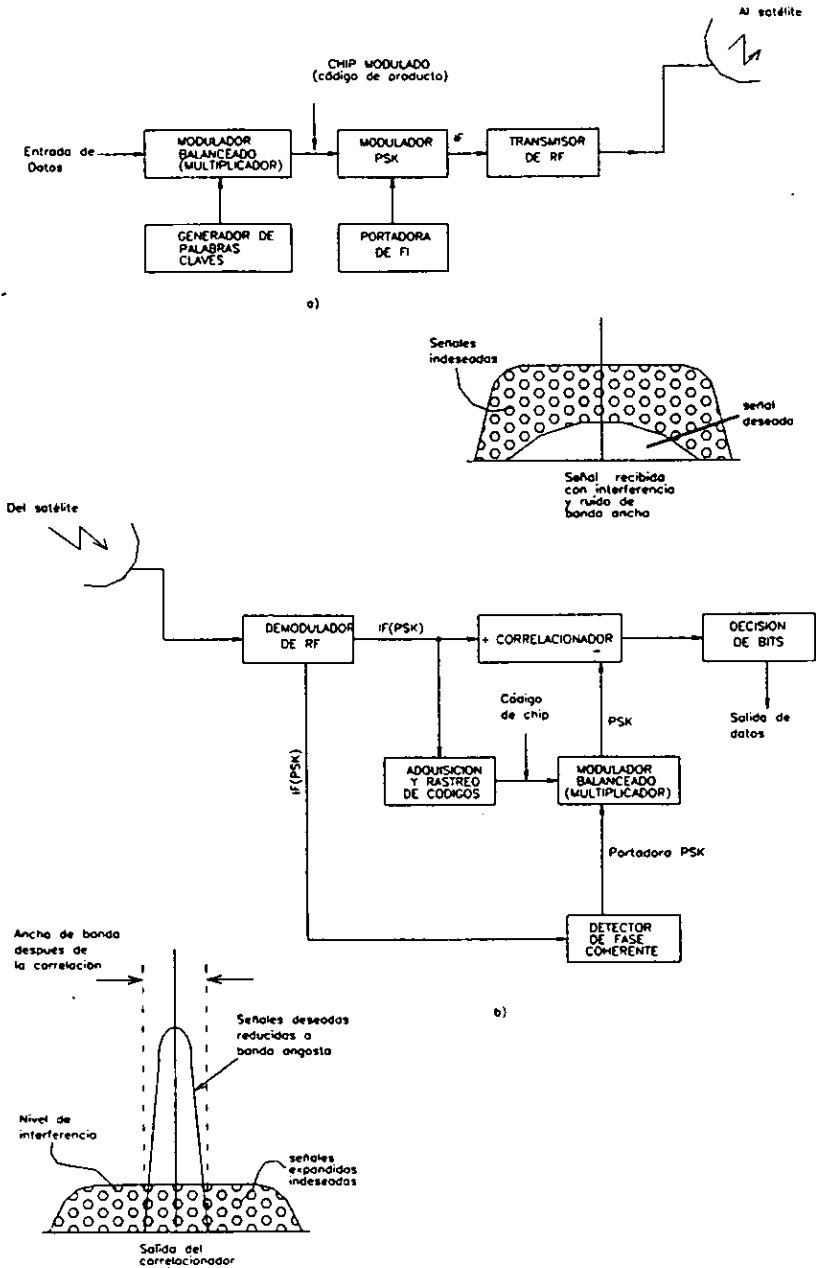 Al satélite
CHIP MODULADO
(código de producto)
Entrada de
Datos
MODULADOR
BALANCEADO
(MULTIPLICADOR)
MODULADOR
PSK
IF
TRANSMISOR
DE RF
GENERADOR DE
PALABRAS
CLAVES
PORTADORA
DE FI
a)
Señales
indeseadas
señal
deseada
Señal recibida
con interferencia
y ruido de
banda ancha
Del satélite
DEMODULADOR
DE RF
IF(PSK)
+ CORRELACIONADOR
-
DECISION
DE BITS
Código
de chip
PSK
Salida de
datos
IF(PSK)
ADQUISICION
Y RASTREO
DE CODIGOS
MODULADOR
BALANCEADO
(MULTIPLICADOR)
Portadora PSK
DETECTOR
DE FASE
COHERENTE
b)
Ancho de banda
después de
la correlación
Señales deseadas
reducidas a
banda angosta
Nivel de
interferencia
señales
expandidas
indeseadas
Salida del
correlacionador